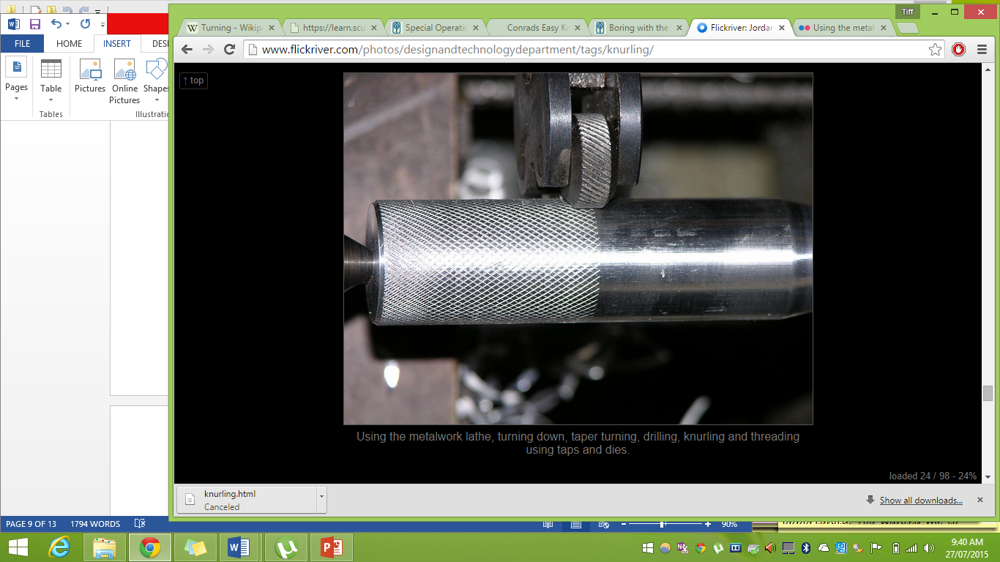 Tiff
Turning - Wikip
https://learn.scu
Special Operatio
Conrads Easy Kr
Boring with the
Flickriver: Jordar
Using the metal
www.flickriver.com/photos/designandtechnologydepartment/tags/knurling/
FILE HOME INSERT DESI
Pages
Table
Pictures
Online Pictures
Shapes
Tables
Illustratio
↑ top
Using the metalwork lathe, turning down, taper turning, drilling, knurling and threading
using taps and dies.
loaded 24 / 98 - 24%
knurling.html
Canceled
Show all downloads...
PAGE 9 OF 13 1794 WORDS
90%
9:40 AM
27/07/2015